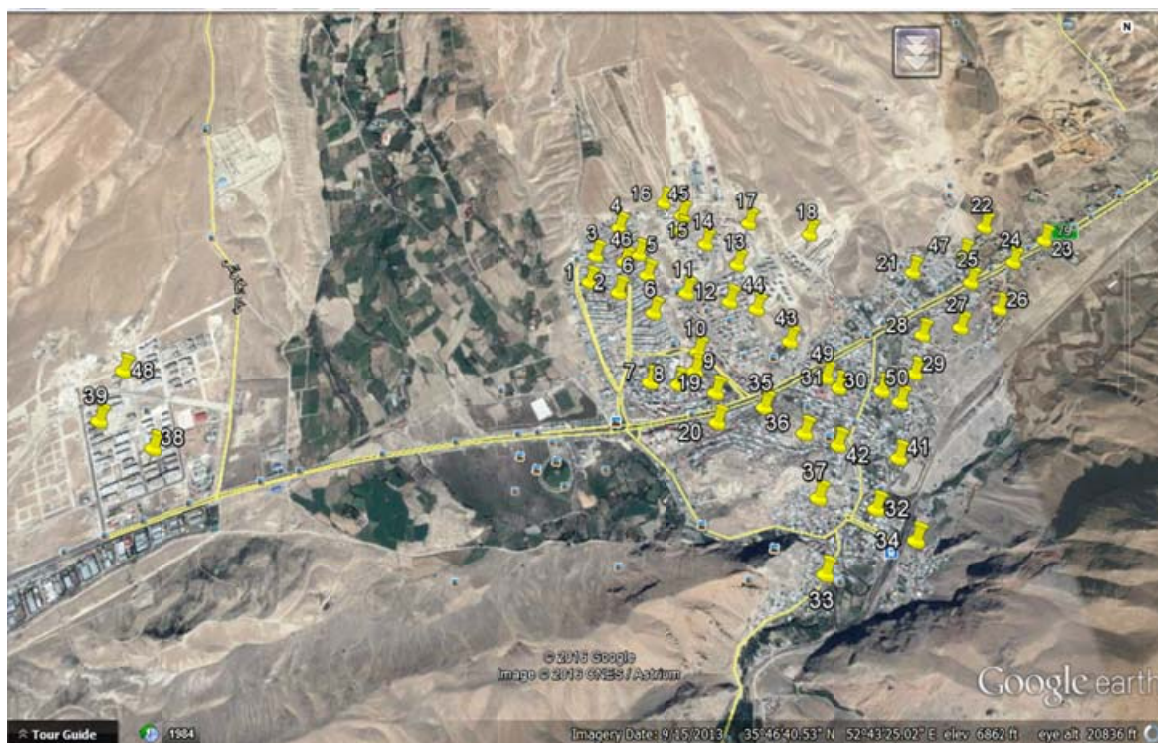 N
16 45
4 17
14 18 22
3 46 5 15 13 47 24 79
23
1 2 6 11 21 25
6 12 44 26
43 28 27
10
7 8 9 49 29
48 19 35 31 30 50
39
20 36
38 42 41
37
32
34
33
© 2016 Google
Image © 2016 CNES / Astrium
Google earth
Tour Guide 1984 Imagery Date: 9/15/2013 35°46'40.53" N 52°43'25.02" E elev 6862 ft eye alt 20836 ft